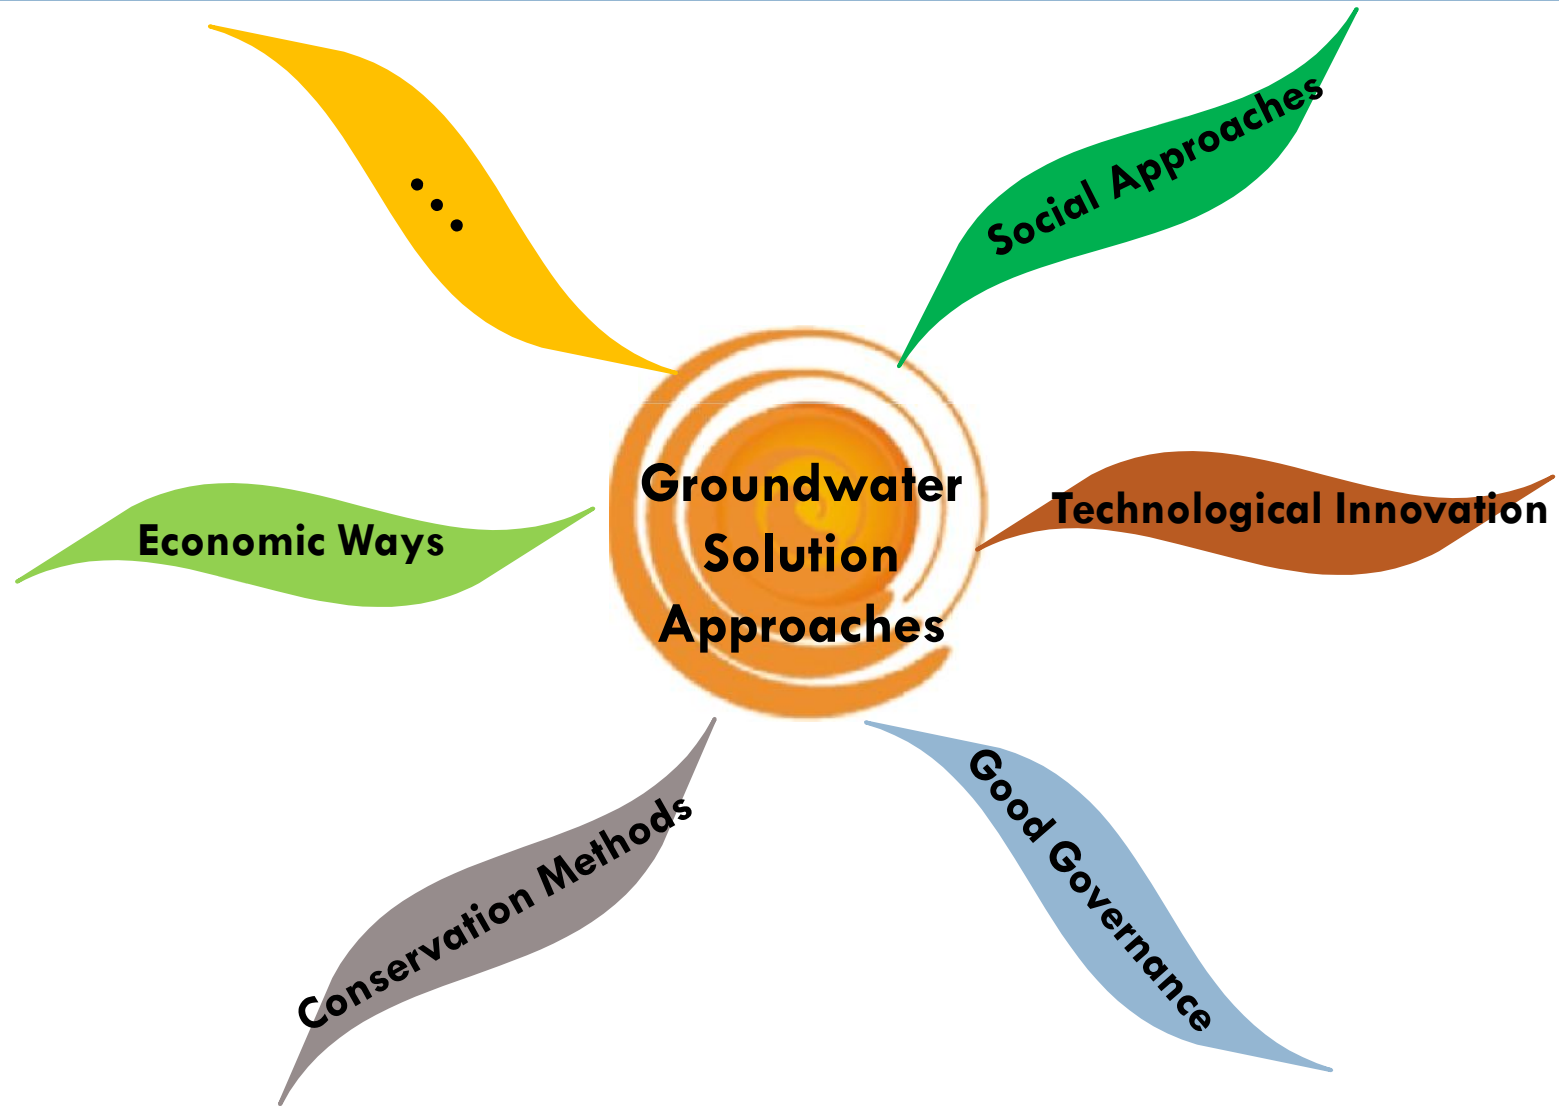 ...
Social Approaches
Groundwater
Solution
Approaches
Technological Innovation
Economic Ways
Conservation Methods
Good Governance